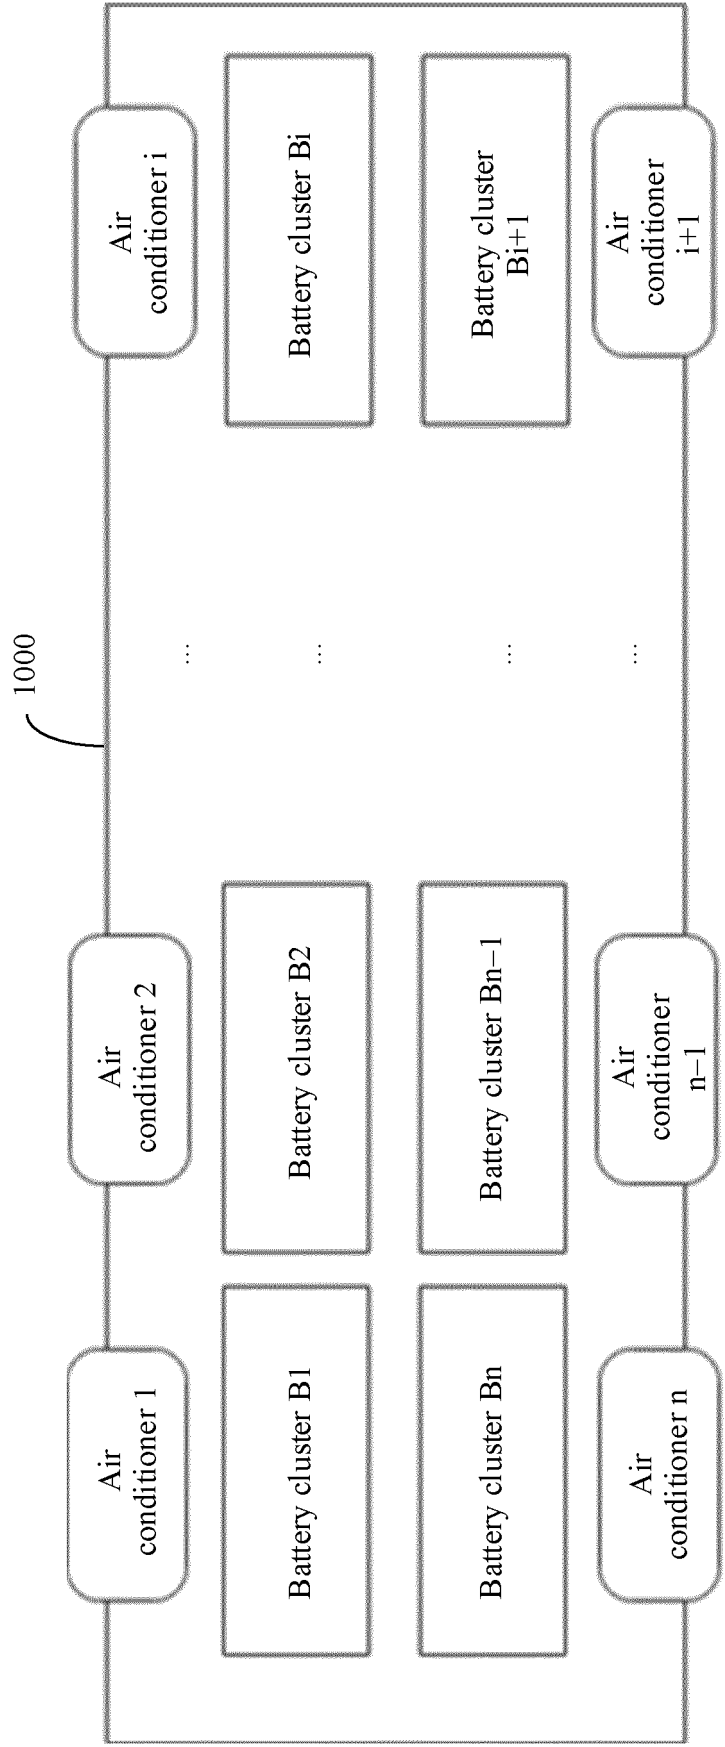 1000
Air
conditioner 1
Air
conditioner 2
...
Air
conditioner i
Battery cluster B1
Battery cluster B2
...
Battery cluster Bi
Battery cluster Bn
Battery cluster Bn−1
...
Battery cluster
Bi+1
Air
conditioner n
Air
conditioner
n−1
...
Air
conditioner
i+1